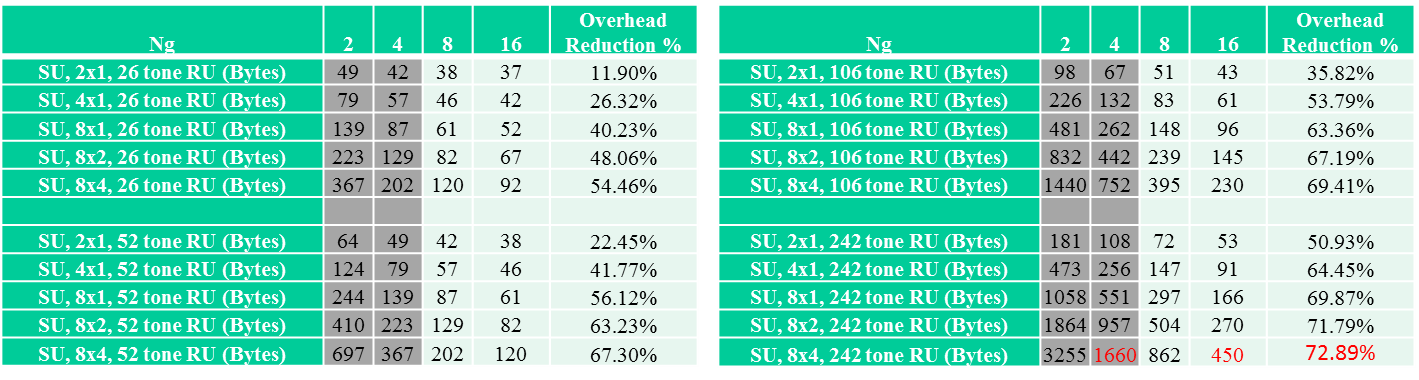 Ng 2 4 8 16 Overhead Reduction %
SU, 2x1, 26 tone RU (Bytes) 49 42 38 37 11.90%
SU, 4x1, 26 tone RU (Bytes) 79 57 46 42 26.32%
SU, 8x1, 26 tone RU (Bytes) 139 87 61 52 40.23%
SU, 8x2, 26 tone RU (Bytes) 223 129 82 67 48.06%
SU, 8x4, 26 tone RU (Bytes) 367 202 120 92 54.46%
SU, 2x1, 52 tone RU (Bytes) 64 49 42 38 22.45%
SU, 4x1, 52 tone RU (Bytes) 124 79 57 46 41.77%
SU, 8x1, 52 tone RU (Bytes) 244 139 87 61 56.12%
SU, 8x2, 52 tone RU (Bytes) 410 223 129 82 63.23%
SU, 8x4, 52 tone RU (Bytes) 697 367 202 120 67.30%
Ng 2 4 8 16 Overhead Reduction %
SU, 2x1, 106 tone RU (Bytes) 98 67 51 43 35.82%
SU, 4x1, 106 tone RU (Bytes) 226 132 83 61 53.79%
SU, 8x1, 106 tone RU (Bytes) 481 262 148 96 63.36%
SU, 8x2, 106 tone RU (Bytes) 832 442 239 145 67.19%
SU, 8x4, 106 tone RU (Bytes) 1440 752 395 230 69.41%
SU, 2x1, 242 tone RU (Bytes) 181 108 72 53 50.93%
SU, 4x1, 242 tone RU (Bytes) 473 256 147 91 64.45%
SU, 8x1, 242 tone RU (Bytes) 1058 551 297 166 69.87%
SU, 8x2, 242 tone RU (Bytes) 1864 957 504 270 71.79%
SU, 8x4, 242 tone RU (Bytes) 3255 1660 862 450 72.89%